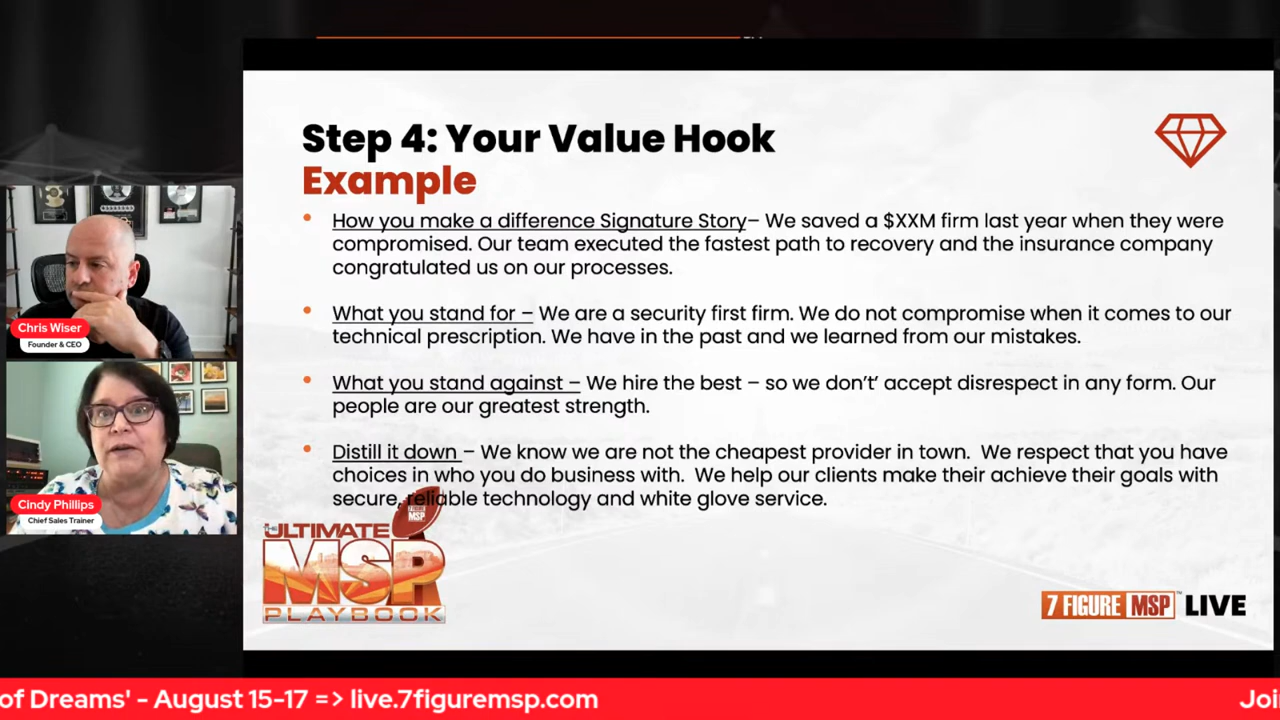 Step 4: Your Value Hook
Example
• How you make a difference Signature Story– We saved a $XXM firm last year when they were
compromised. Our team executed the fastest path to recovery and the insurance company
congratulated us on our processes.
• What you stand for – We are a security first firm. We do not compromise when it comes to our
technical prescription. We have in the past and we learned from our mistakes.
• What you stand against – We hire the best – so we don’t’ accept disrespect in any form. Our
people are our greatest strength.
• Distill it down – We know we are not the cheapest provider in town. We respect that you have
choices in who you do business with. We help our clients make their achieve their goals with
secure, reliable technology and white glove service.
Chris Wiser
Founder & CEO
Cindy Phillips
Chief Sales Trainer
THE
ULTIMATE
MSP
PLAYBOOK
7 FIGURE
MSP
7 FIGURE MSP™ LIVE
of Dreams' - August 15-17 => live.7figuremsp.com
Joi